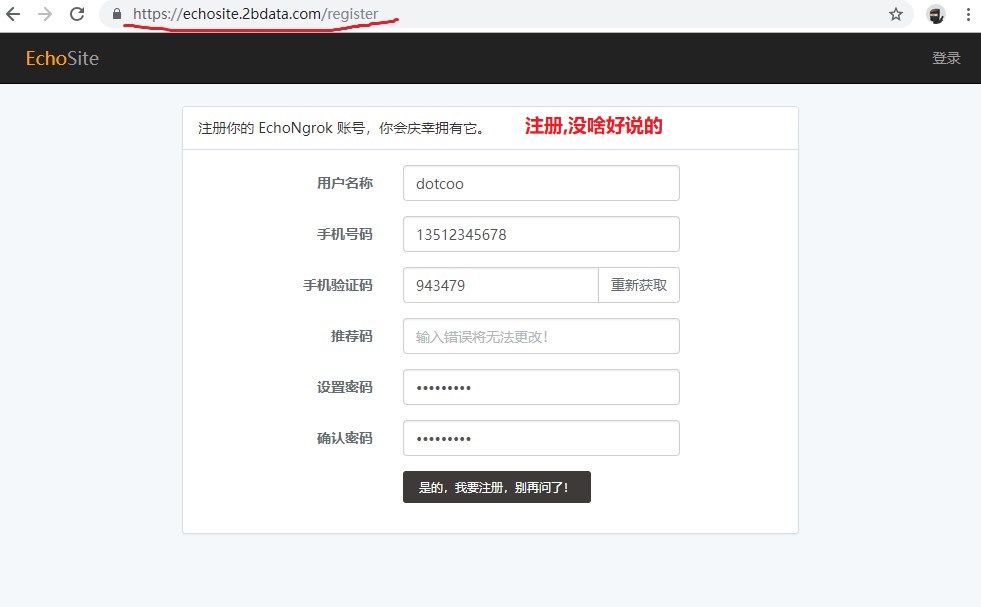 https://echosite.2bdata.com/register
EchoSite
登录
注册你的 EchoNgrok 账号，你会庆幸拥有它。
注册,没啥好说的
用户名称
dotcoo
手机号码
13512345678
手机验证码
943479
重新获取
推荐码
输入错误将无法更改！
设置密码
•••••••••
确认密码
•••••••••
是的，我要注册，别再问了！